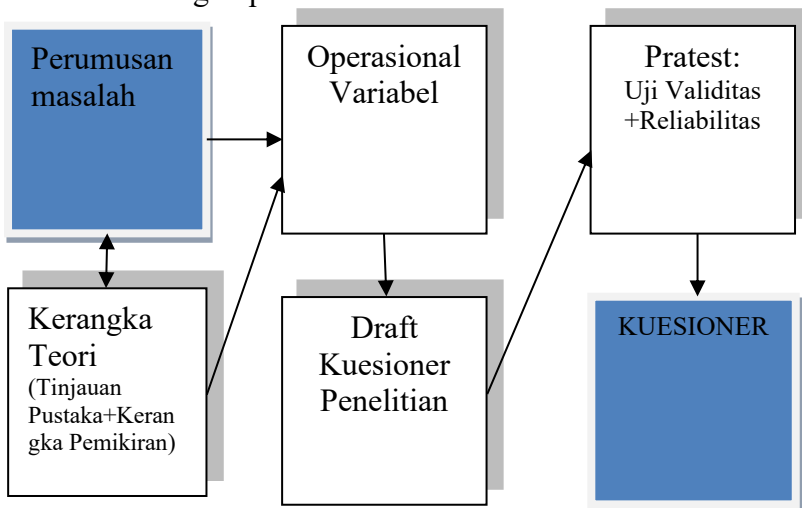 Perumusan
masalah
Operasional
Variabel
Pratest:
Uji Validitas
+Reliabilitas
Kerangka
Teori
(Tinjauan
Pustaka+Keran
gka Pemikiran)
Draft
Kuesioner
Penelitian
KUESIONER